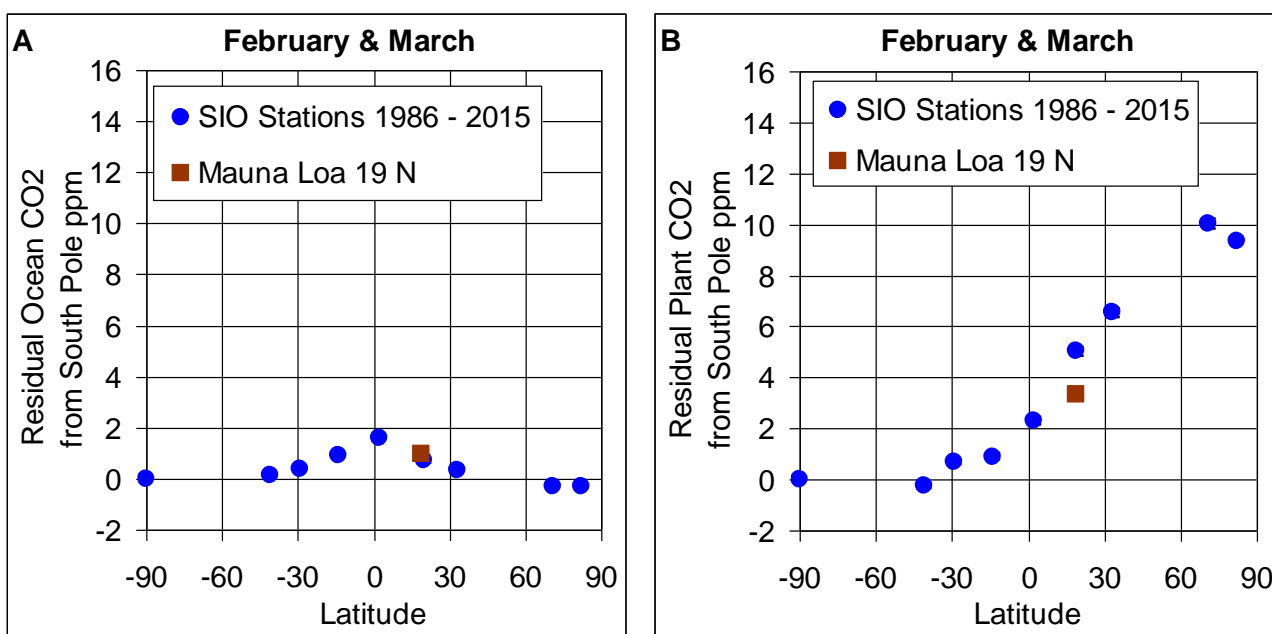 A
February & March
16
14
12
10
8
6
4
2
0
-2
SIO Stations 1986 - 2015
Mauna Loa 19 N
Residual Ocean CO2
from South Pole ppm
-90 -60 -30 0 30 60 90
Latitude
B
February & March
16
14
12
10
8
6
4
2
0
-2
SIO Stations 1986 - 2015
Mauna Loa 19 N
Residual Plant CO2
from South Pole ppm
-90 -60 -30 0 30 60 90
Latitude